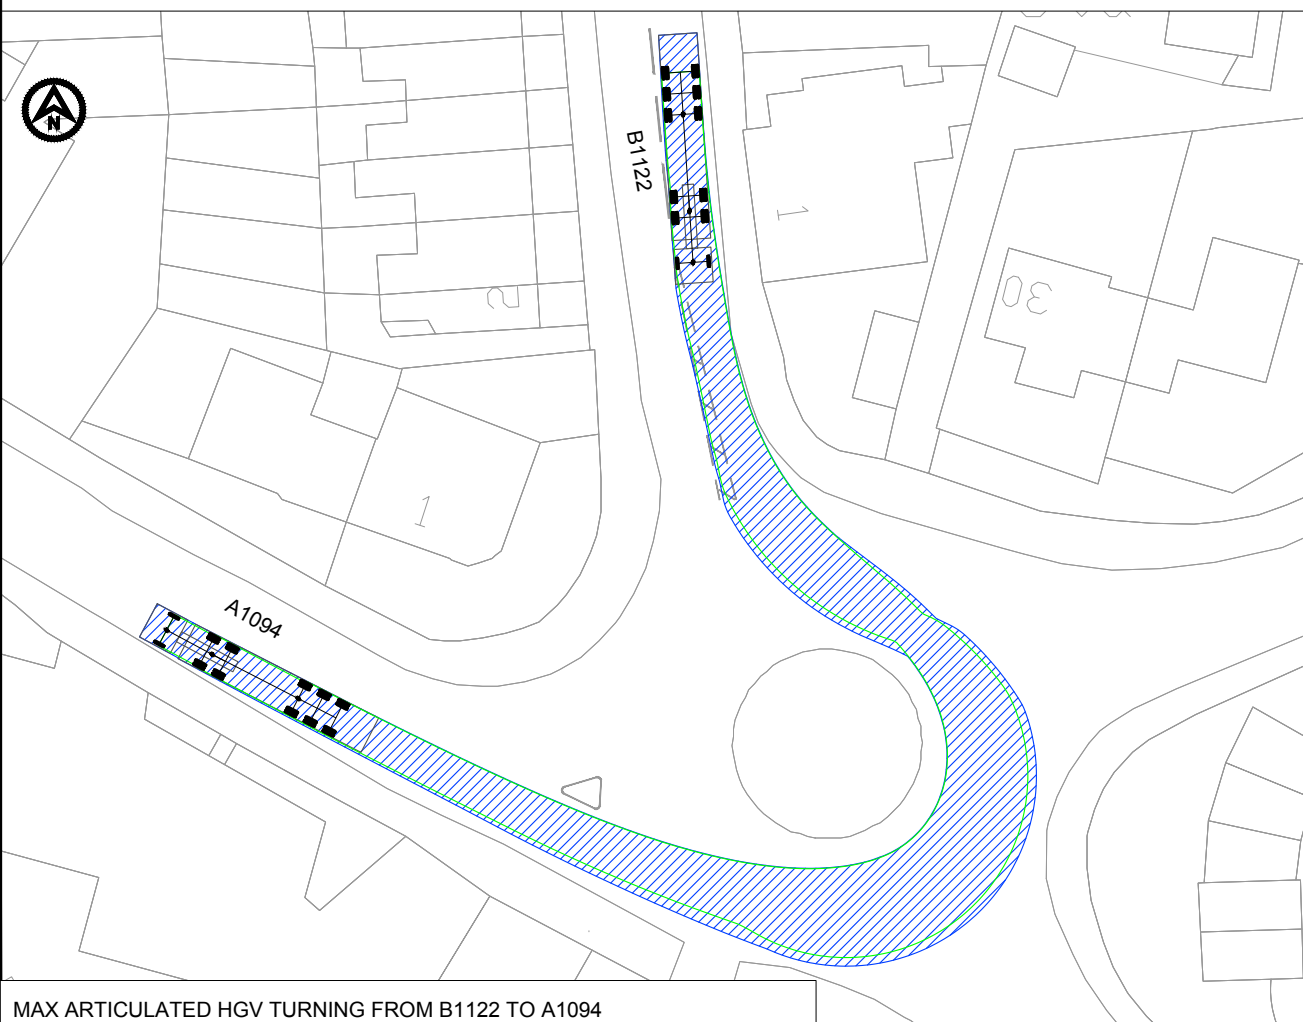 N
B1122
1
2
30
1
A1094
MAX ARTICULATED HGV TURNING FROM B1122 TO A1094